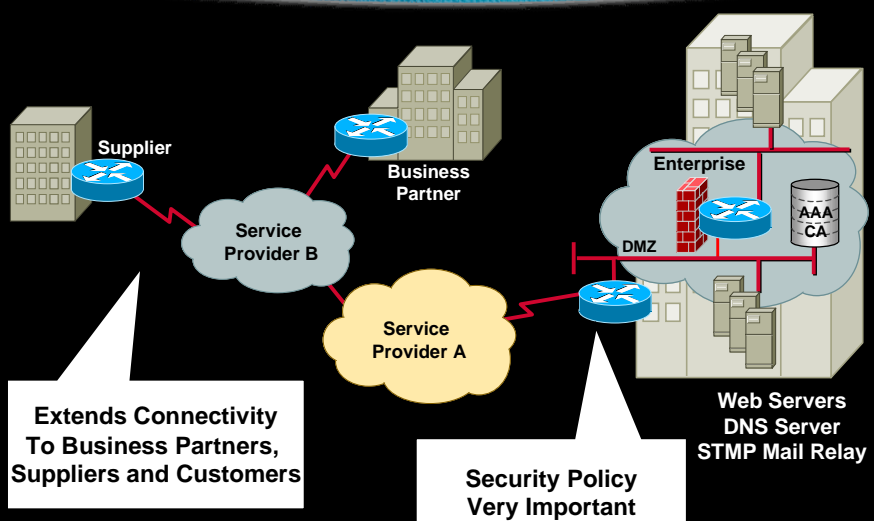 Supplier
Business
Partner
Enterprise
AAA
CA
DMZ
Service
Provider B
Service
Provider A
Extends Connectivity
To Business Partners,
Suppliers and Customers
Security Policy
Very Important
Web Servers
DNS Server
STMP Mail Relay